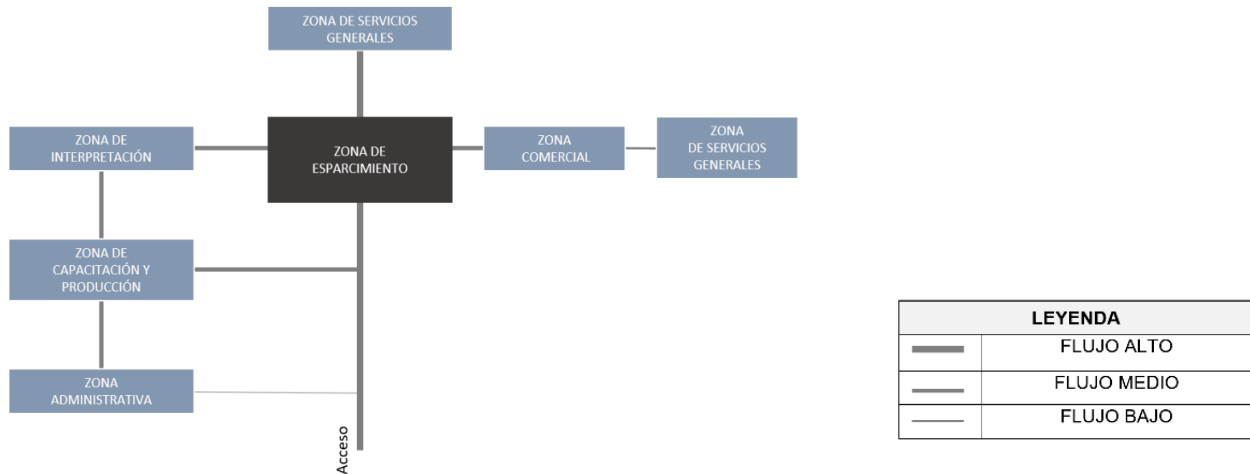 ZONA DE SERVICIOS
GENERALES
ZONA DE
INTERPRETACIÓN
ZONA DE
ESPARCIMIENTO
ZONA
COMERCIAL
ZONA
DE SERVICIOS
GENERALES
ZONA DE
CAPACITACIÓN Y
PRODUCCIÓN
ZONA
ADMINISTRATIVA
Acceso
LEYENDA
FLUJO ALTO
FLUJO MEDIO
FLUJO BAJO